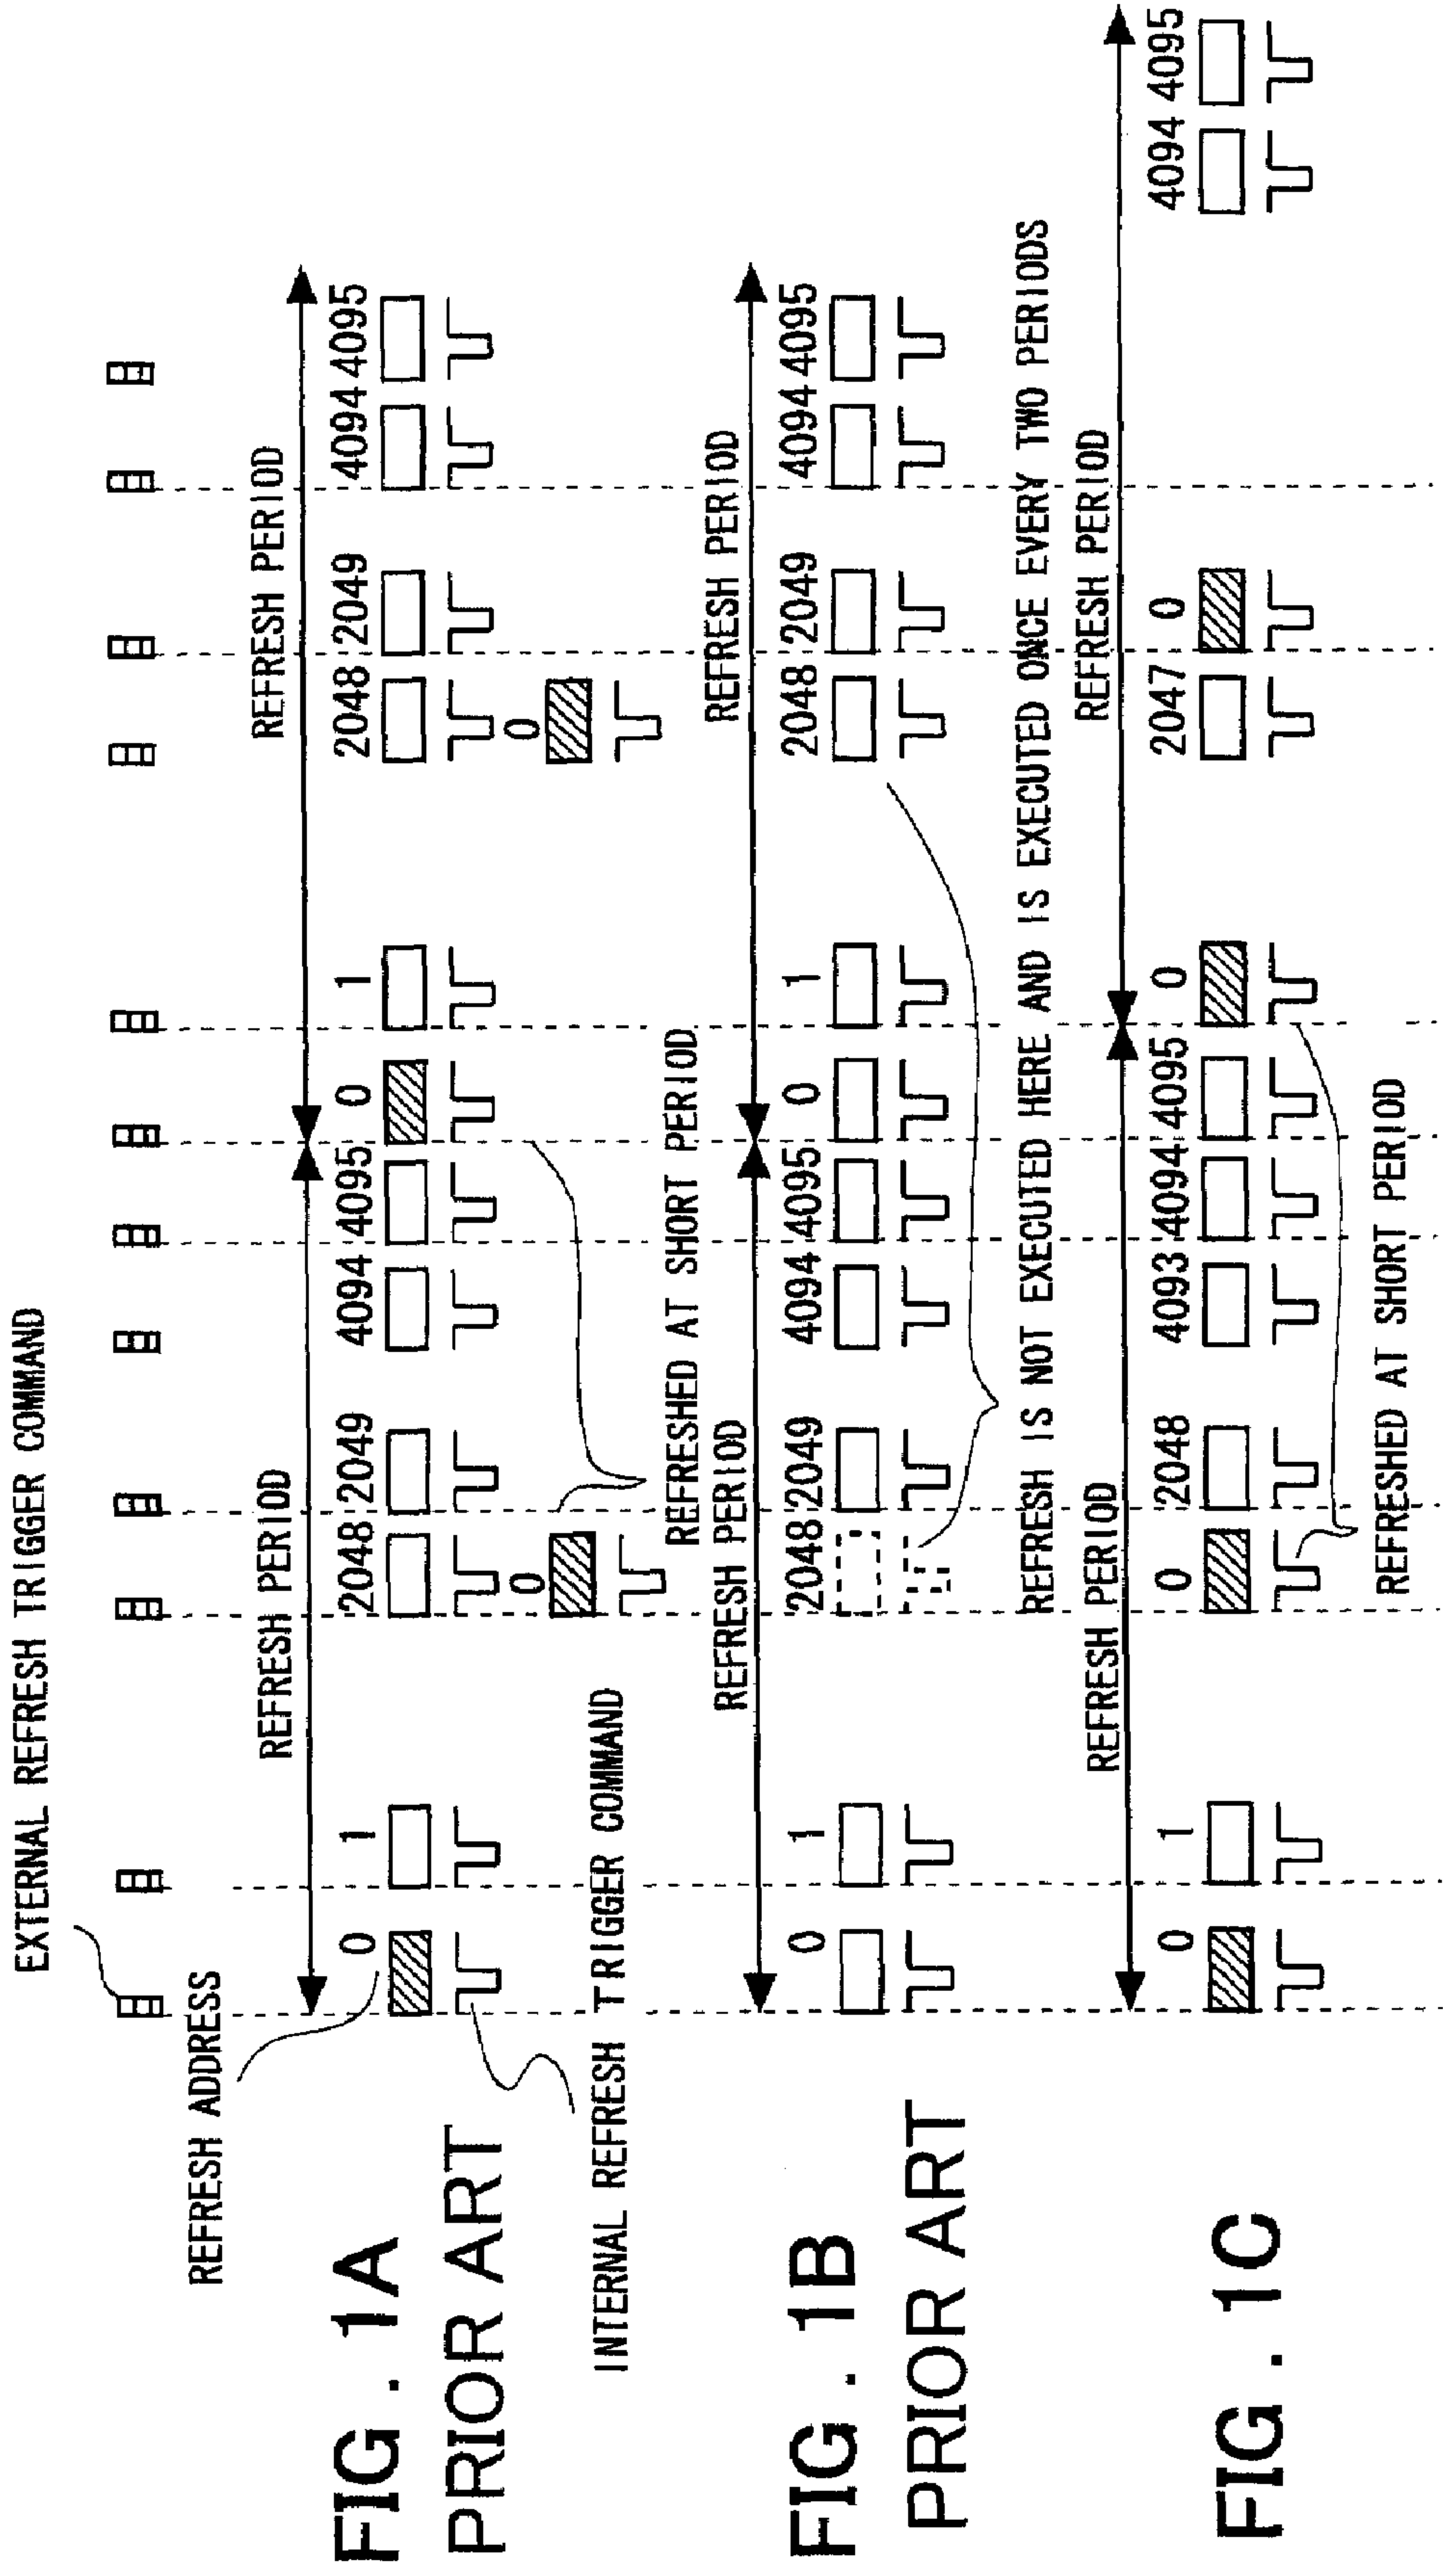 EXTERNAL REFRESH TRIGGER COMMAND
REFRESH ADDRESS
REFRESH PERIOD REFRESH PERIOD
FIG. 1A
PRIOR ART
0 1 2048 2049 4094 4095 0 1 2048 2049 4094 4095
0 0
INTERNAL REFRESH TRIGGER COMMAND
REFRESHED AT SHORT PERIOD
REFRESH PERIOD REFRESH PERIOD
FIG. 1B
PRIOR ART
0 1 2048 2049 4094 4095 0 1 2048 2049 4094 4095
REFRESH IS NOT EXECUTED HERE AND IS EXECUTED ONCE EVERY TWO PERIODS
REFRESH PERIOD REFRESH PERIOD
FIG. 1C
0 1 0 2048 4093 4094 4095 0 2047 0 4094 4095
REFRESHED AT SHORT PERIOD